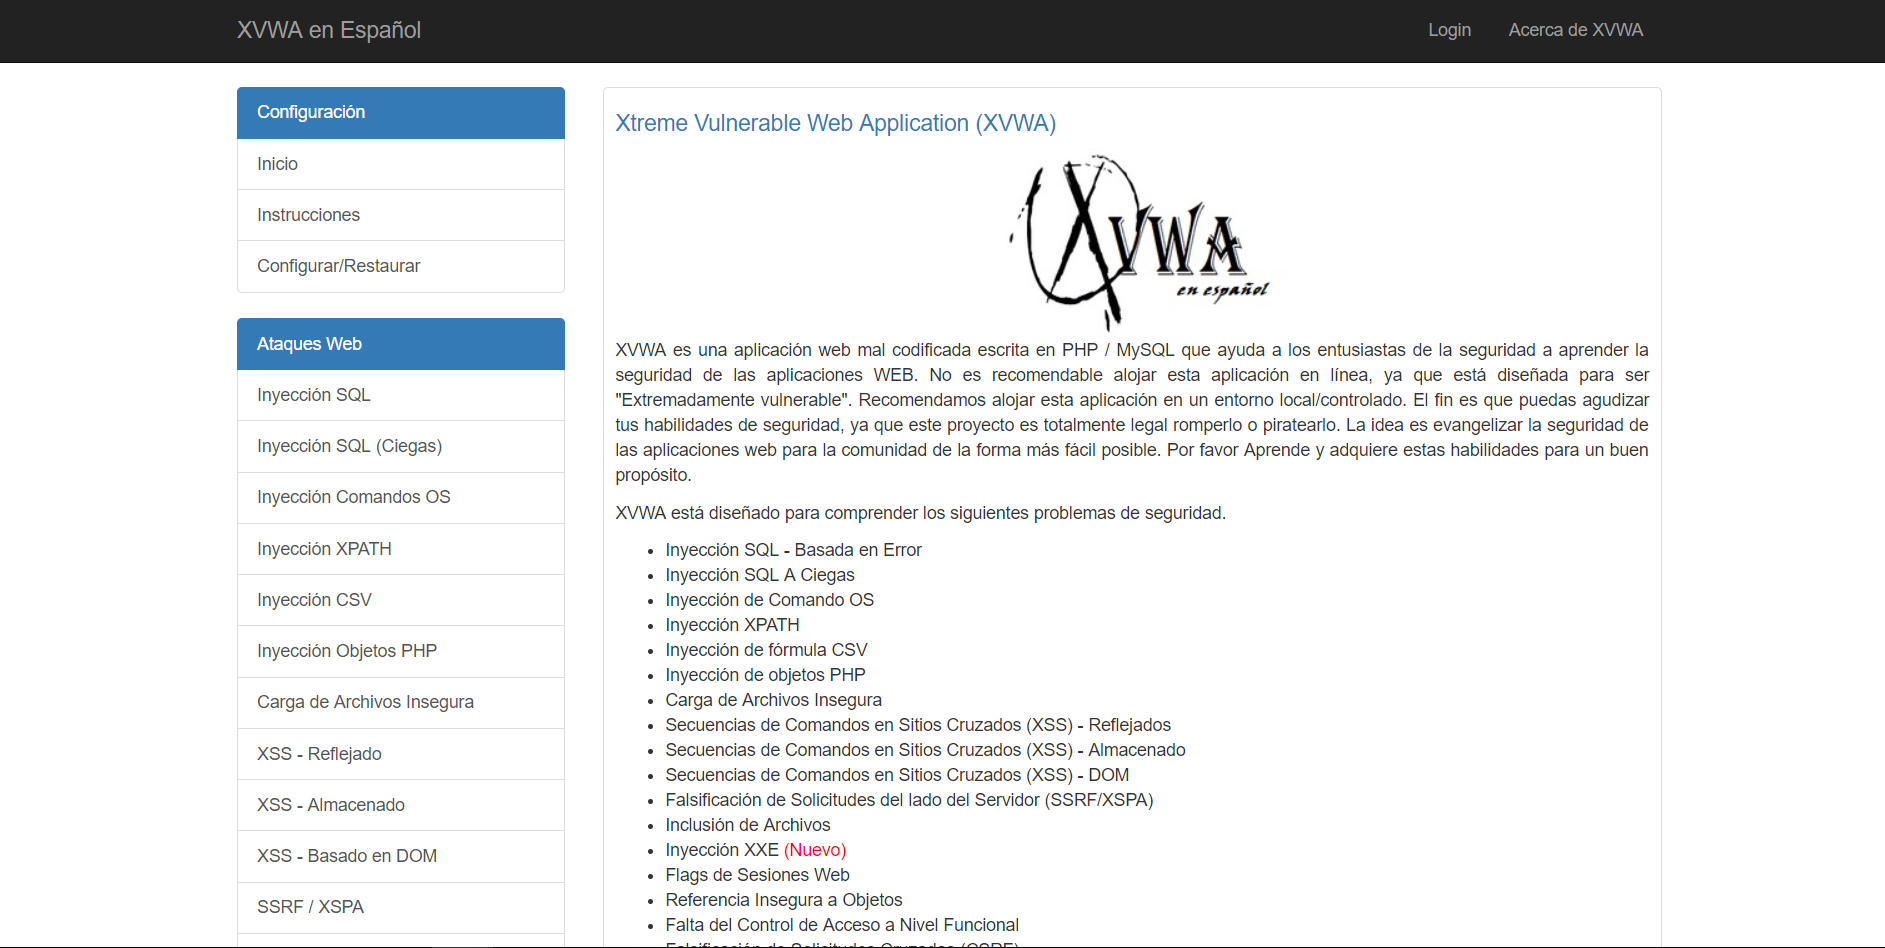 XVWA en Español
Login
Acerca de XVWA
Configuración
Inicio
Instrucciones
Configurar/Restaurar
Ataques Web
Inyección SQL
Inyección SQL (Ciegas)
Inyección Comandos OS
Inyección XPATH
Inyección CSV
Inyección Objetos PHP
Carga de Archivos Insegura
XSS - Reflejado
XSS - Almacenado
XSS - Basado en DOM
SSRF / XSPA
Xtreme Vulnerable Web Application (XVWA)
XVWA
en español
XVWA es una aplicación web mal codificada escrita en PHP / MySQL que ayuda a los entusiastas de la seguridad a aprender la
seguridad de las aplicaciones WEB. No es recomendable alojar esta aplicación en línea, ya que está diseñada para ser
"Extremadamente vulnerable". Recomendamos alojar esta aplicación en un entorno local/controlado. El fin es que puedas agudizar
tus habilidades de seguridad, ya que este proyecto es totalmente legal romperlo o piratearlo. La idea es evangelizar la seguridad de
las aplicaciones web para la comunidad de la forma más fácil posible. Por favor Aprende y adquiere estas habilidades para un buen
propósito.
XVWA está diseñado para comprender los siguientes problemas de seguridad.
• Inyección SQL - Basada en Error
• Inyección SQL A Ciegas
• Inyección de Comando OS
• Inyección XPATH
• Inyección de fórmula CSV
• Inyección de objetos PHP
• Carga de Archivos Insegura
• Secuencias de Comandos en Sitios Cruzados (XSS) - Reflejados
• Secuencias de Comandos en Sitios Cruzados (XSS) - Almacenado
• Secuencias de Comandos en Sitios Cruzados (XSS) - DOM
• Falsificación de Solicitudes del lado del Servidor (SSRF/XSPA)
• Inclusión de Archivos
• Inyección XXE (Nuevo)
• Flags de Sesiones Web
• Referencia Insegura a Objetos
• Falta del Control de Acceso a Nivel Funcional
• Falsificación de Solicitudes Cruzadas (CSRF)